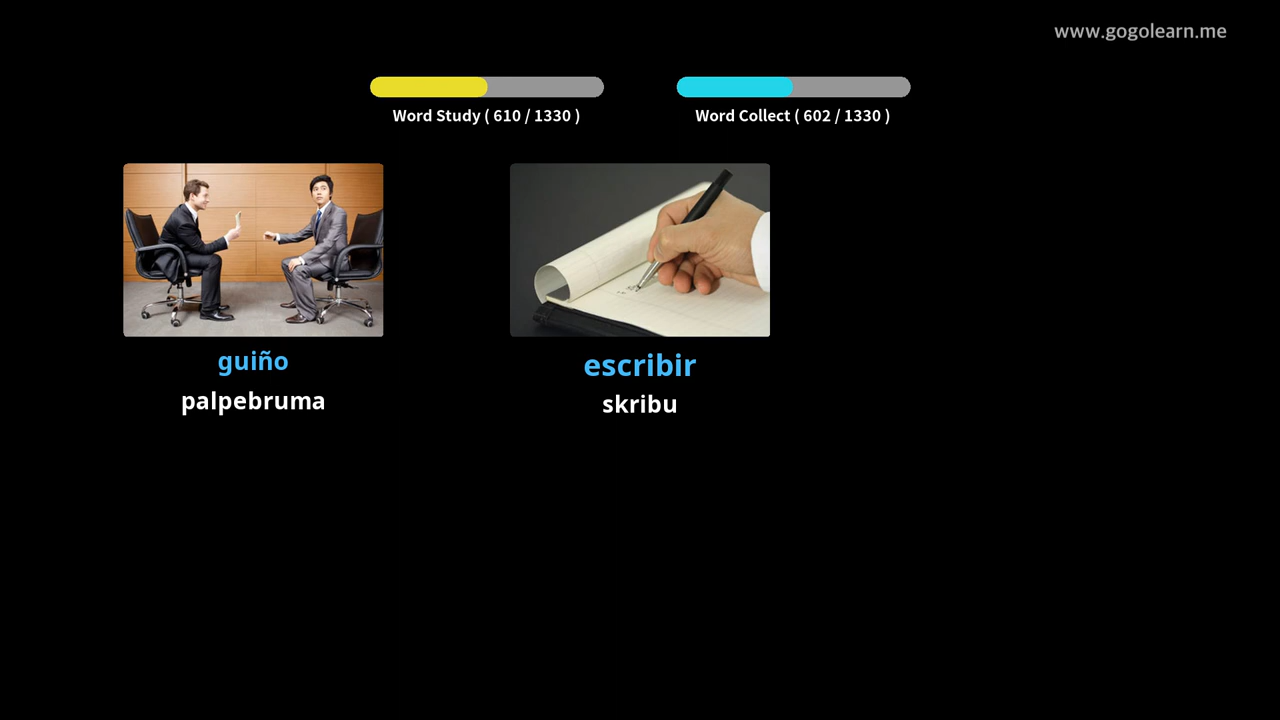 www.gogolearn.me
Word Study ( 610 / 1330 )
Word Collect ( 602 / 1330 )
guiño
palpebruma
escribir
skribu